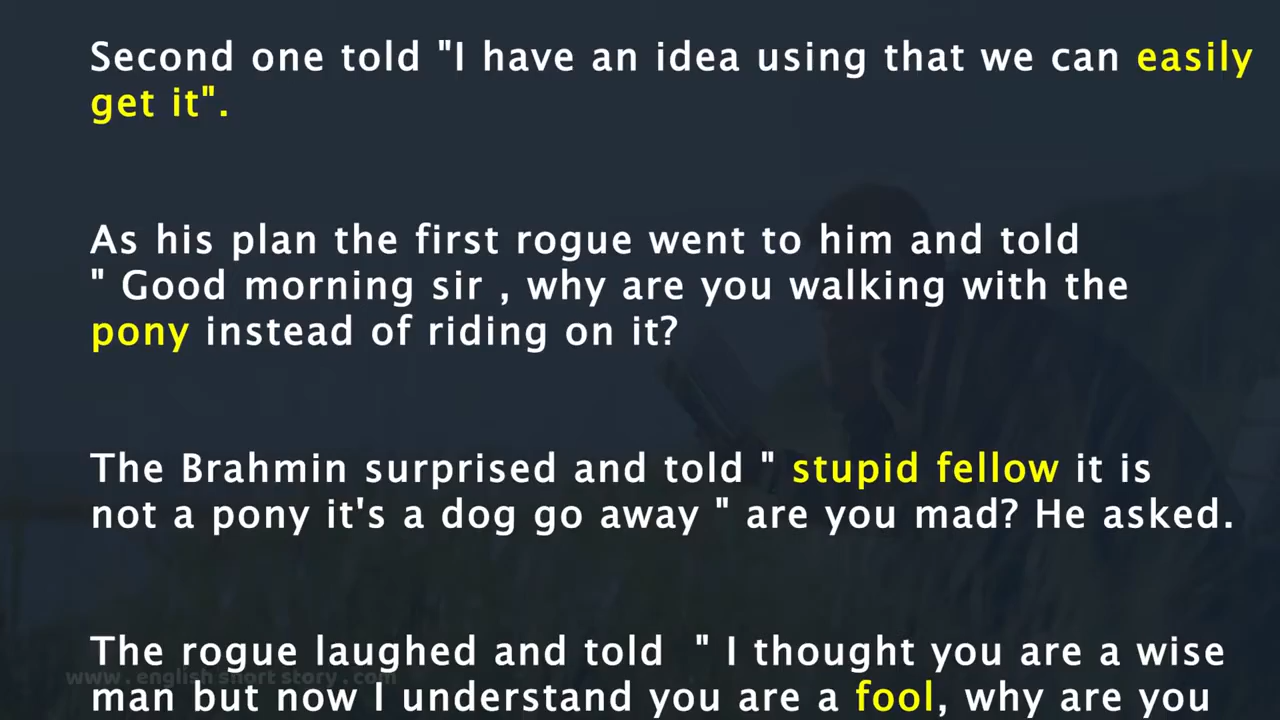 Second one told "I have an idea using that we can easily
get it".
As his plan the first rogue went to him and told
" Good morning sir , why are you walking with the
pony instead of riding on it?
The Brahmin surprised and told " stupid fellow it is
not a pony it's a dog go away " are you mad? He asked.
The rogue laughed and told " I thought you are a wise
www.englishshortstory.com
man but now I understand you are a fool, why are you